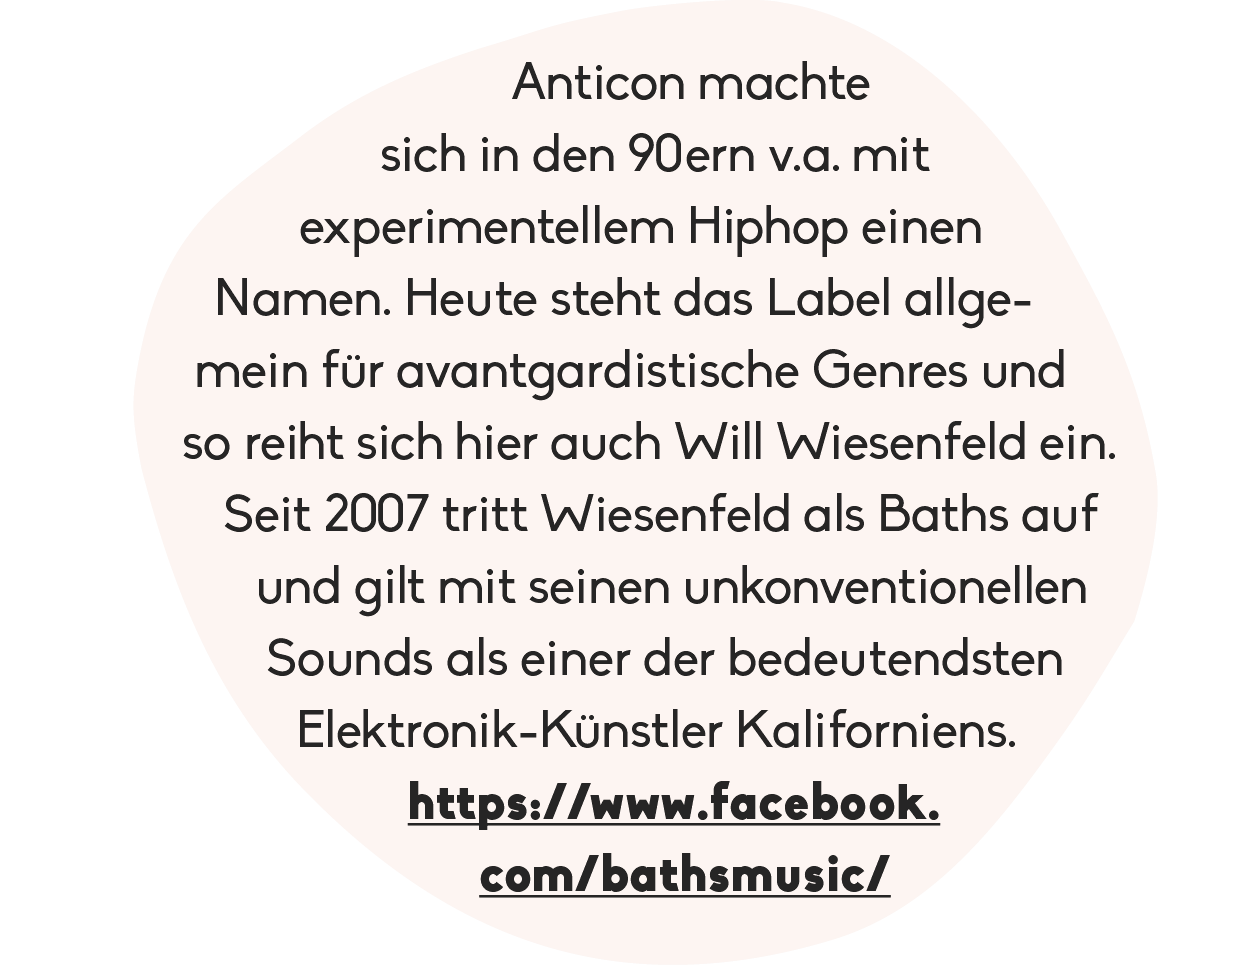 Anticon machte
sich in den 90ern v.a. mit
experimentellem Hiphop einen
Namen. Heute steht das Label allge-
mein für avantgardistische Genres und
so reiht sich hier auch Will Wiesenfeld ein.
Seit 2007 tritt Wiesenfeld als Baths auf
und gilt mit seinen unkonventionellen
Sounds als einer der bedeutendsten
Elektronik-Künstler Kaliforniens.
https://www.facebook.
com/bathsmusic/